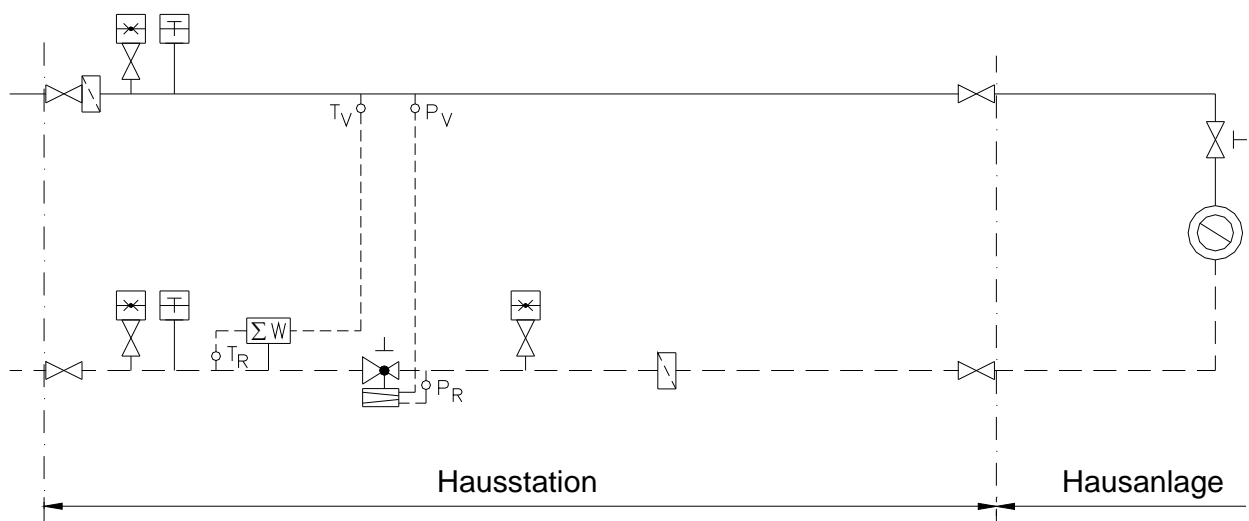 T
T_V P_V
T
ΣW
T_R
P_R
Hausstation Hausanlage